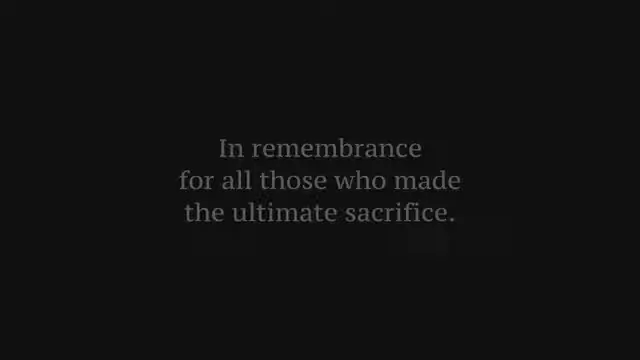 In remembrance
for all those who made
the ultimate sacrifice.